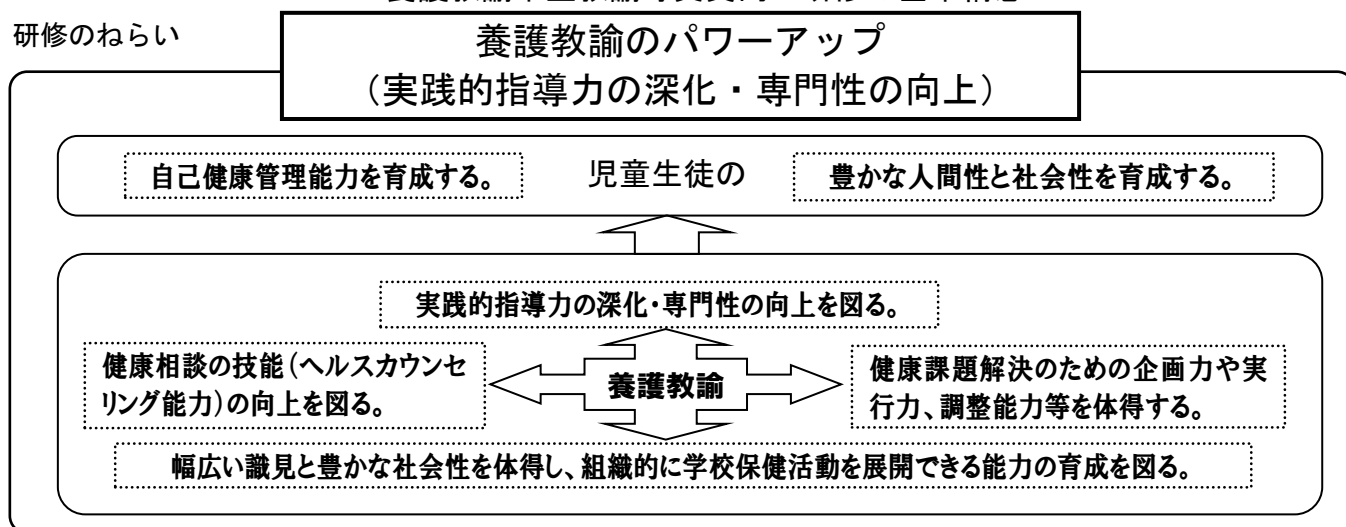 研修のねらい
養護教諭のパワーアップ
（実践的指導力の深化・専門性の向上）
自己健康管理能力を育成する。
児童生徒の
豊かな人間性と社会性を育成する。
実践的指導力の深化・専門性の向上を図る。
健康相談の技能（ヘルスカウンセ
リング能力）の向上を図る。
養護教諭
健康課題解決のための企画力や実
行力、調整能力等を体得する。
幅広い識見と豊かな社会性を体得し、組織的に学校保健活動を展開できる能力の育成を図る。